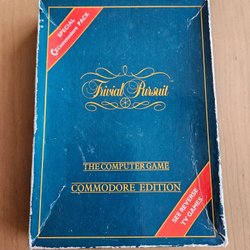 SPECIAL
Commodore PACK
Trivial Pursuit
THE COMPUTER GAME
COMMODORE EDITION
SEE REVERSE
TV GAMES